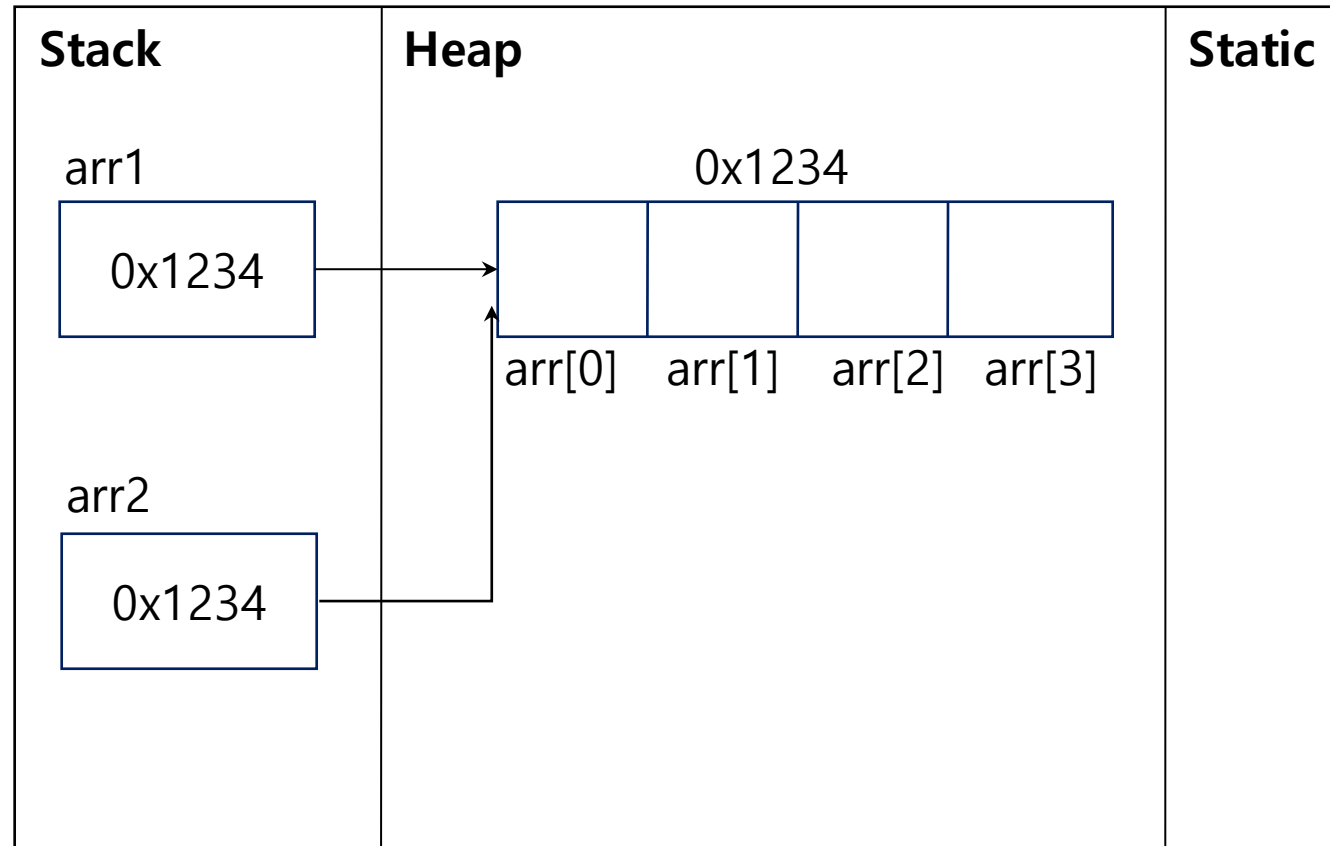 Stack Heap Static
arr1 0x1234
0x1234
arr[0] arr[1] arr[2] arr[3]
arr2
0x1234